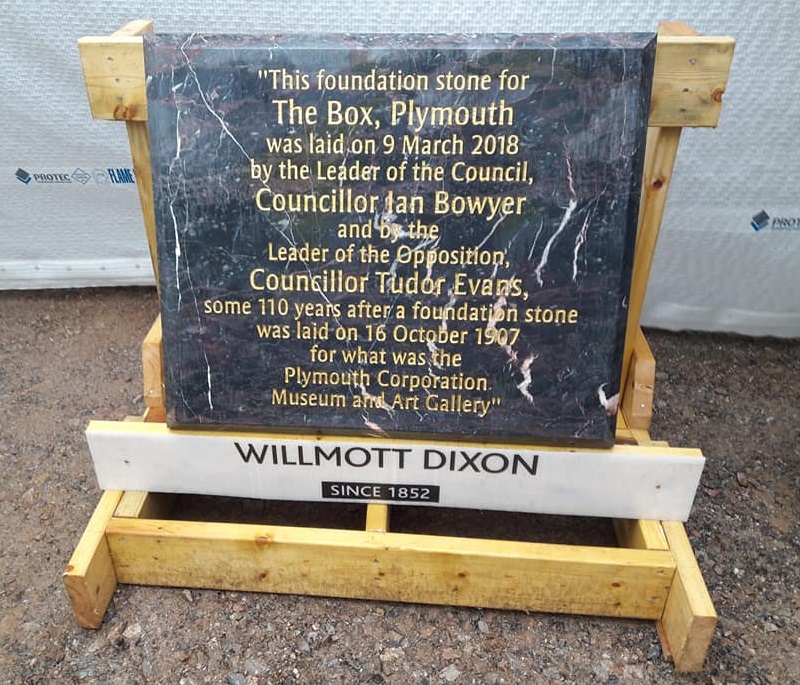 "This foundation stone for
The Box, Plymouth
was laid on 9 March 2018
by the Leader of the Council,
Councillor Ian Bowyer
and by the
Leader of the Opposition,
Councillor Tudor Evans,
some 110 years after a foundation stone
was laid on 16 October 1907
for what was the
Plymouth Corporation
Museum and Art Gallery"
WILLMOTT DIXON
SINCE 1852
PROTEC
FLAME
PROT